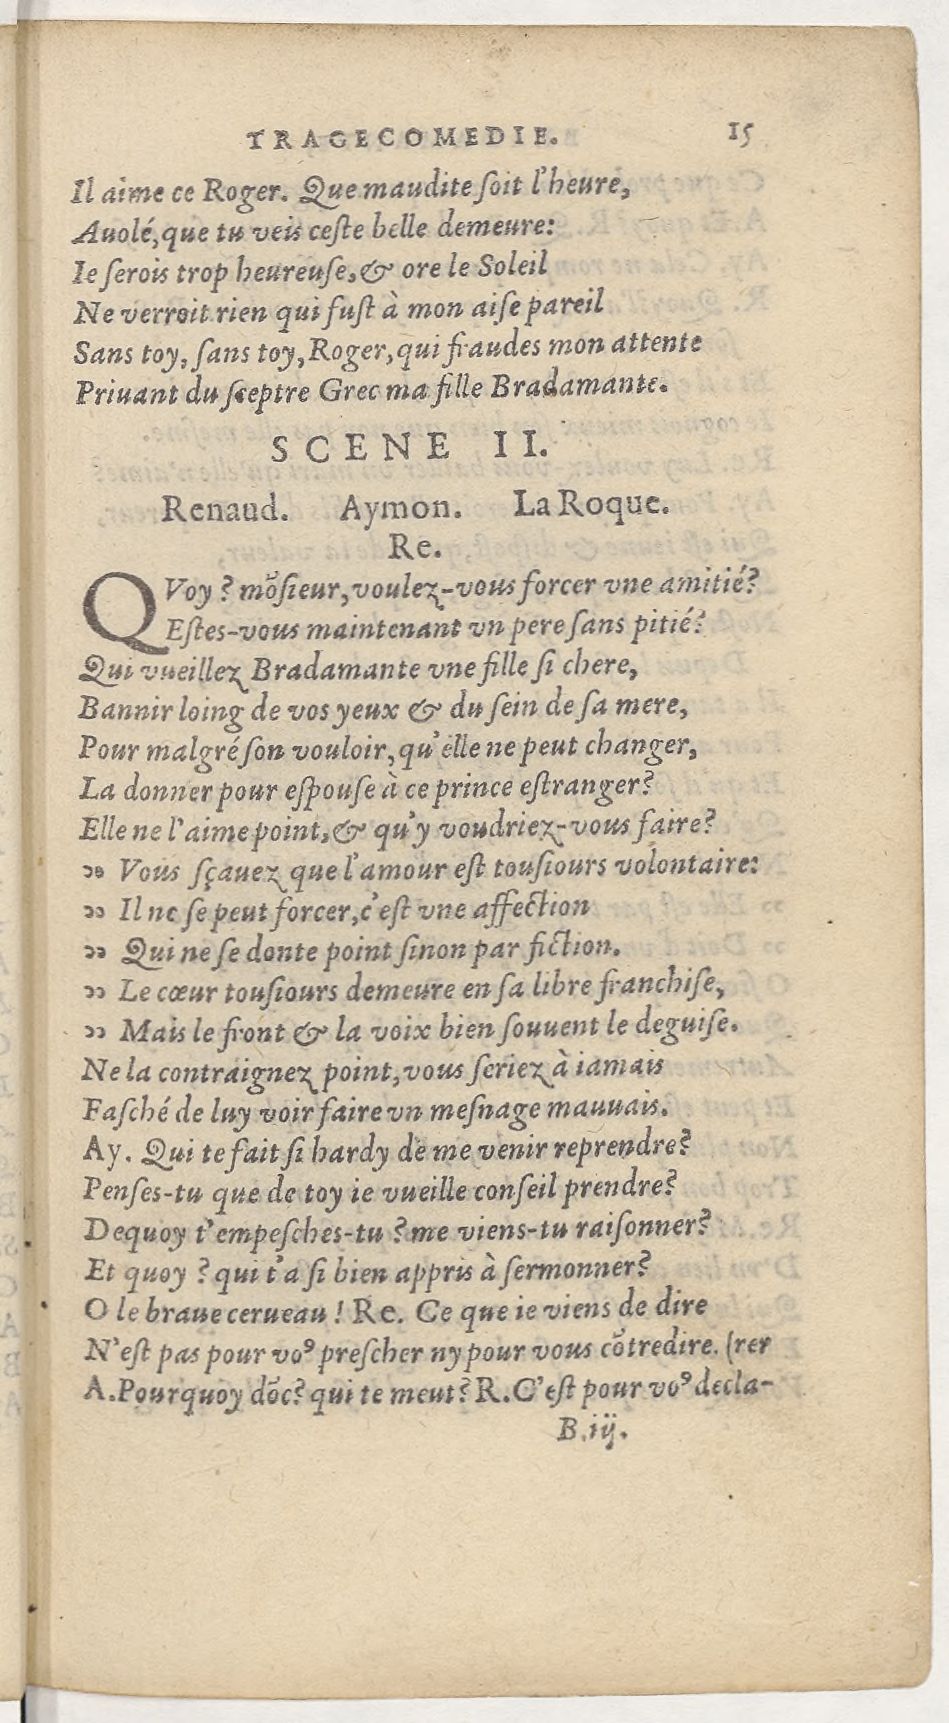 TRAGECOMEDIE. 15
Il aime ce Roger. Que maudite ſoit l'heure,
Auolé, que tu veis ceſte belle demeure:
Ie ſerois trop heureuſe, & ore le Soleil
Ne verroit rien qui fuſt à mon aiſe pareil
Sans toy, ſans toy, Roger, qui fraudes mon attente
Priuant du ſceptre Grec ma fille Bradamante.
SCENE II.
Renaud. Aymon. La Roque.
Re.
QVoy? mõſieur, voulez-vous forcer vne amitié?
Eſtes-vous maintenant vn pere ſans pitié?
Qui vueillez Bradamante vne fille ſi chere,
Bannir loing de vos yeux & du ſein de ſa mere,
Pour malgré ſon vouloir, qu'elle ne peut changer,
La donner pour eſpouſe à ce prince eſtranger?
Elle ne l'aime point, & qu'y voudriez-vous faire?
„ Vous ſçauez que l'amour eſt touſiours volontaire:
„ Il ne ſe peut forcer, c'eſt vne affection
„ Qui ne ſe donte point ſinon par fiction.
„ Le cœur touſiours demeure en ſa libre franchiſe,
„ Mais le front & la voix bien ſouuent le deguiſe.
Ne la contraignez point, vous ſeriez à iamais
Faſché de luy voir faire vn meſnage mauuais.
Ay. Qui te fait ſi hardy de me venir reprendre?
Penſes-tu que de toy ie vueille conſeil prendre?
Dequoy t'empeſches-tu? me viens-tu raiſonner?
Et quoy? qui t'a ſi bien appris à ſermonner?
O le braue cerueau! Re. Ce que ie viens de dire
N'eſt pas pour voꝰ preſcher ny pour vous cõtredire. (rer
A. Pourquoy dõc? qui te meut? R. C'eſt pour voꝰ decla-
B. iij.